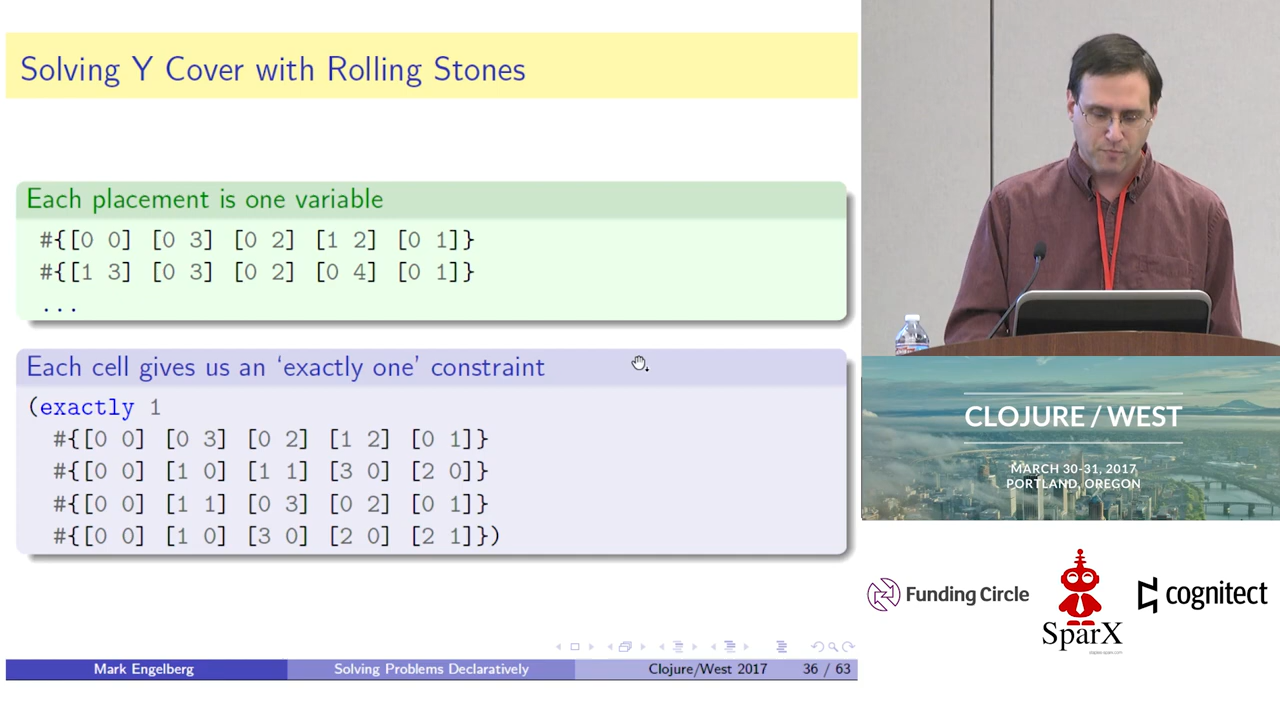 Solving Y Cover with Rolling Stones
Each placement is one variable
#{[0 0] [0 3] [0 2] [1 2] [0 1]}
#{[1 3] [0 3] [0 2] [0 4] [0 1]}
...
Each cell gives us an ‘exactly one’ constraint
(exactly 1
#{[0 0] [0 3] [0 2] [1 2] [0 1]}
#{[0 0] [1 0] [1 1] [3 0] [2 0]}
#{[0 0] [1 1] [0 3] [0 2] [0 1]}
#{[0 0] [1 0] [3 0] [2 0] [2 1]})
Mark Engelberg Solving Problems Declaratively Clojure/West 2017 36 / 63
CLOJURE / WEST
MARCH 30-31, 2017
PORTLAND, OREGON
Funding Circle
SparX
cognitect